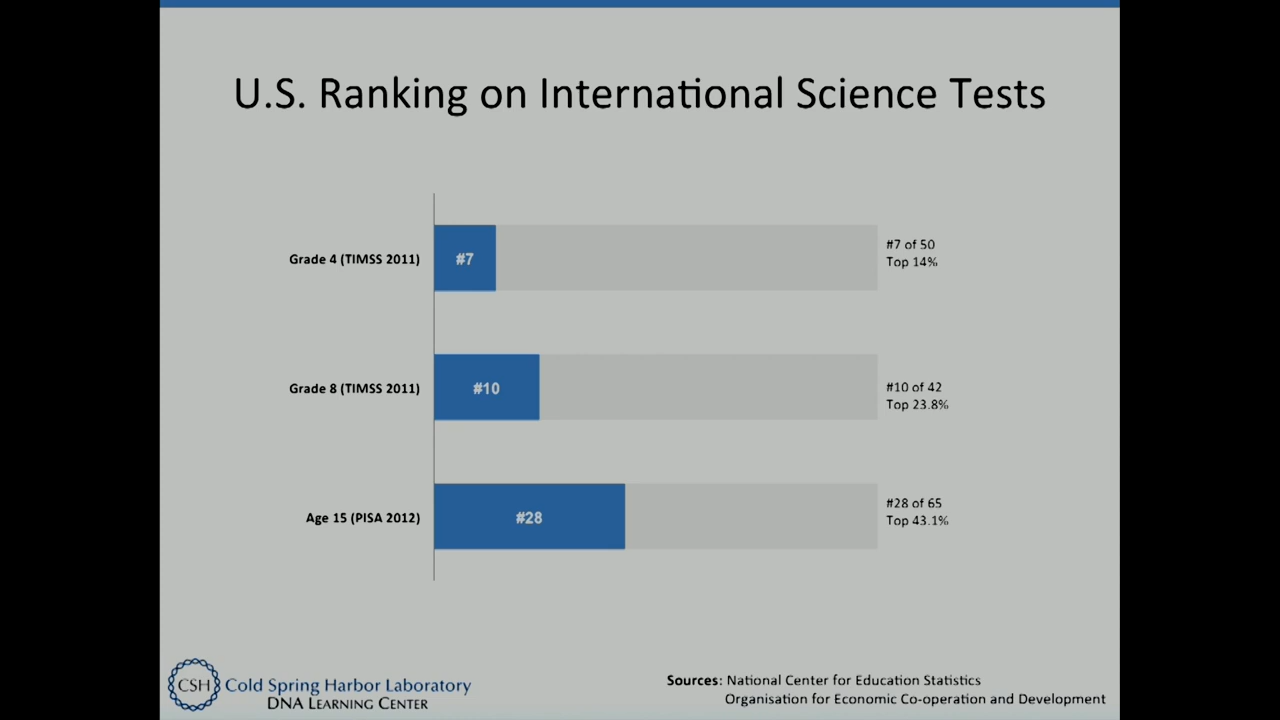 U.S. Ranking on International Science Tests
Grade 4 (TIMSS 2011)
#7
#7 of 50
Top 14%
Grade 8 (TIMSS 2011)
#10
#10 of 42
Top 23.8%
Age 15 (PISA 2012)
#28
#28 of 65
Top 43.1%
CSH Cold Spring Harbor Laboratory
DNA LEARNING CENTER
Sources: National Center for Education Statistics
Organisation for Economic Co-operation and Development